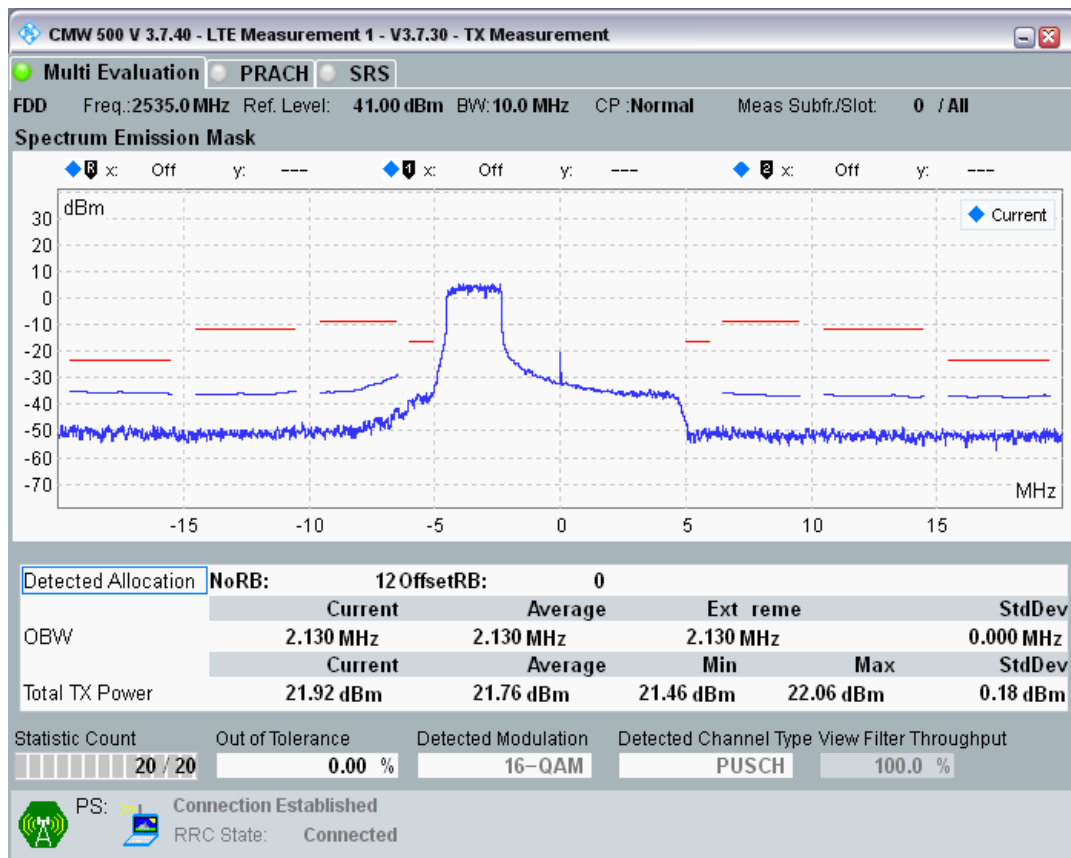 CMW 500 V 3.7.40 - LTE Measurement 1 - V3.7.30 - TX Measurement
Multi Evaluation PRACH SRS
FDD Freq.:2535.0 MHz Ref. Level: 41.00 dBm BW: 10.0 MHz CP :Normal Meas Subfr./Slot: 0 / All
Spectrum Emission Mask
R x: Off y: --- 1 x: Off y: --- 2 x: Off y: ---
dBm
Current
30
20
10
0
-10
-20
-30
-40
-50
-60
-70
MHz
-15 -10 -5 0 5 10 15
Detected Allocation NoRB: 12 OffsetRB: 0
Current Average Ext reme StdDev
OBW 2.130 MHz 2.130 MHz 2.130 MHz 0.000 MHz
Current Average Min Max StdDev
Total TX Power 21.92 dBm 21.76 dBm 21.46 dBm 22.06 dBm 0.18 dBm
Statistic Count Out of Tolerance Detected Modulation Detected Channel Type View Filter Throughput
20 / 20 0.00 % 16-QAM PUSCH 100.0 %
PS: Connection Established
RRC State: Connected